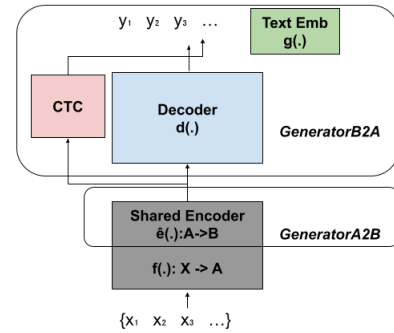 y₁ y₂ y₃ ...
Text Emb
g(.)
CTC
Decoder
d(.)
GeneratorB2A
Shared Encoder
ê(.):A->B
GeneratorA2B
f(.): X -> A
{x₁ x₂ x₃ ...}